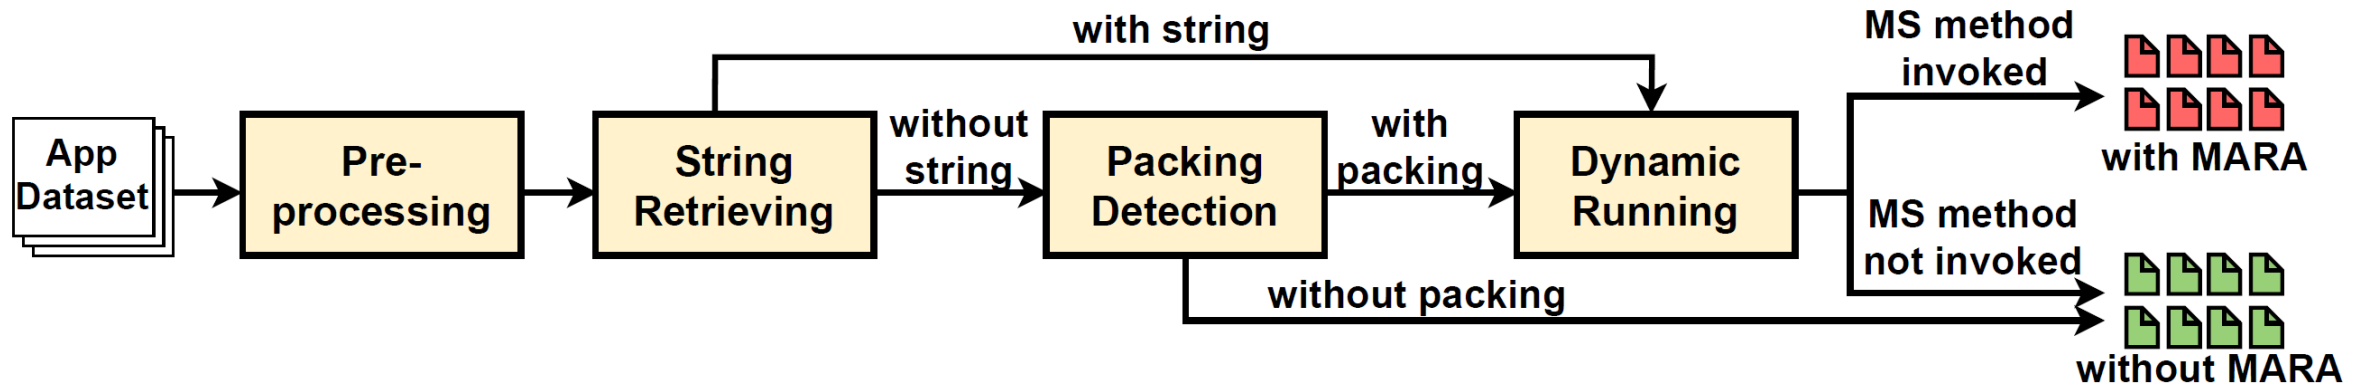 App
Dataset
Pre-
processing
String
Retrieving
with string
without
string
Packing
Detection
with
packing
without packing
Dynamic
Running
MS method
invoked
with MARA
MS method
not invoked
without MARA